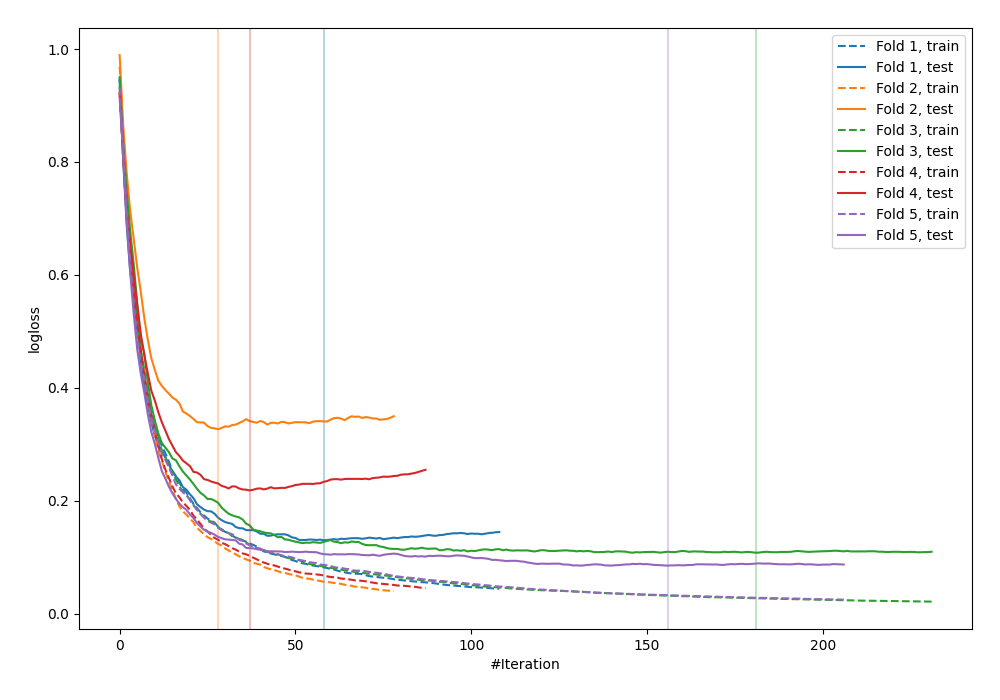 1.0
0.8
0.6
0.4
0.2
0.0
logloss
0
50
100
150
200
#Iteration
Fold 1, train
Fold 1, test
Fold 2, train
Fold 2, test
Fold 3, train
Fold 3, test
Fold 4, train
Fold 4, test
Fold 5, train
Fold 5, test